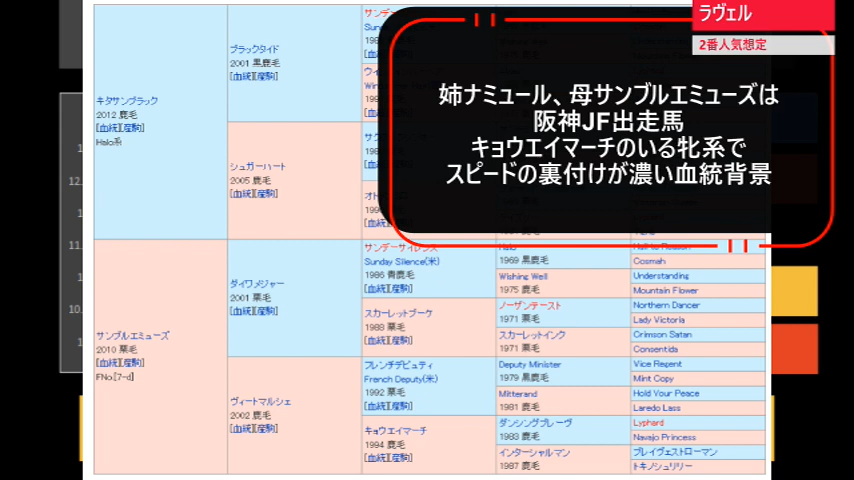 ラヴェル
2番人気想定
姉ナミュール、母サンブルエミューズは
阪神JF出走馬
キョウエイマーチのいる牝系で
スピードの裏付けが濃い血統背景
キタサンブラック
2012 鹿毛
[血統][産駒]
Halo系
ブラックタイド
2001 黒鹿毛
[血統][産駒]
シュガーハート
2005 鹿毛
[血統][産駒]
サンブルエミューズ
2010 栗毛
[血統][産駒]
FNo.[7-d]
ダイワメジャー
2001 栗毛
[血統][産駒]
ヴィートマルシェ
2002 鹿毛
[血統][産駒]
サンデーサイレンス
Sunday Silence(米)
1986 青鹿毛
[血統][産駒]
スカーレットブーケ
1988 栗毛
[血統][産駒]
フレンチデピュティ
French Deputy(米)
1992 栗毛
[血統][産駒]
キョウエイマーチ
1994 鹿毛
[血統][産駒]
Halo
1969 黒鹿毛
Wishing Well
1975 鹿毛
ノーザンテースト
1971 栗毛
スカーレットインク
1971 栗毛
Deputy Minister
1979 黒鹿毛
Mitterand
1981 鹿毛
ダンシングブレーヴ
1983 鹿毛
インターシャルマン
1987 鹿毛
Hail to Reason
Cosmah
Understanding
Mountain Flower
Northern Dancer
Lady Victoria
Crimson Satan
Consentida
Vice Regent
Mint Copy
Hold Your Peace
Laredo Lass
Lyphard
Navajo Princess
ブレイヴェストローマン
トキノシュリリー